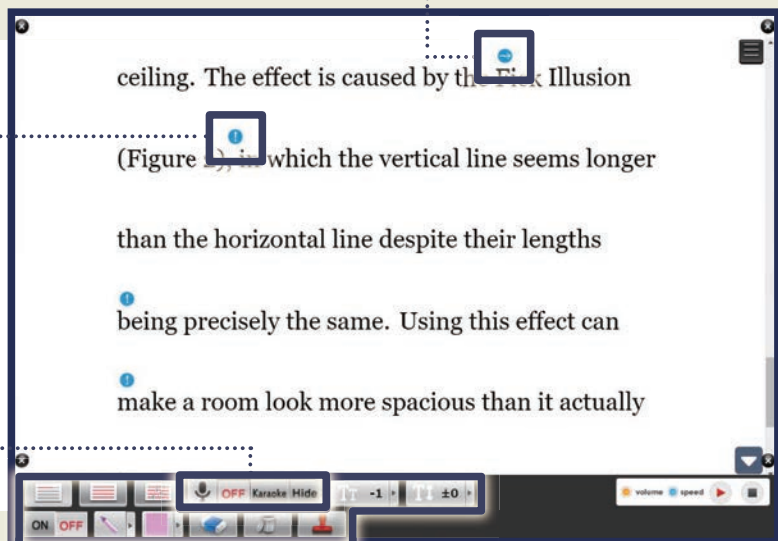 ceiling. The effect is caused by the Fick Illusion
(Figure 2), in which the vertical line seems longer
than the horizontal line despite their lengths
being precisely the same. Using this effect can
make a room look more spacious than it actually
OFF Karaoke Hide -1 ±0 volume speed
ON OFF